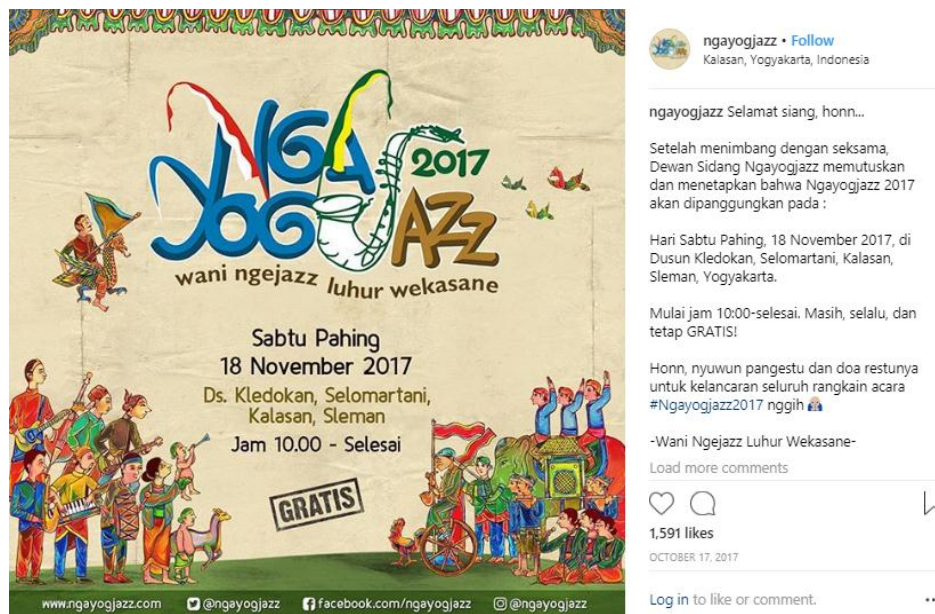 NGA
YOGJAZZ
2017
wani ngejazz luhur wekasane
Sabtu Pahing
18 November 2017
Ds. Kledokan, Selomartani,
Kalasan, Sleman
Jam 10.00 - Selesai
GRATIS
www.ngayogjazz.com @ngayogjazz facebook.com/ngayogjazz @ngayogjazz
ngayogjazz • Follow
Kalasan, Yogyakarta, Indonesia
ngayogjazz Selamat siang, honn...
Setelah menimbang dengan seksama,
Dewan Sidang Ngayogjazz memutuskan
dan menetapkan bahwa Ngayogjazz 2017
akan dipanggungkan pada :
Hari Sabtu Pahing, 18 November 2017, di
Dusun Kledokan, Selomartani, Kalasan,
Sleman, Yogyakarta.
Mulai jam 10:00-selesai. Masih, selalu, dan
tetap GRATIS!
Honn, nyuwun pangestu dan doa restunya
untuk kelancaran seluruh rangkain acara
#Ngayogjazz2017 nggih 🙏🏼
-Wani Ngejazz Luhur Wekasane-
Load more comments
1,591 likes
OCTOBER 17, 2017
Log in to like or comment.